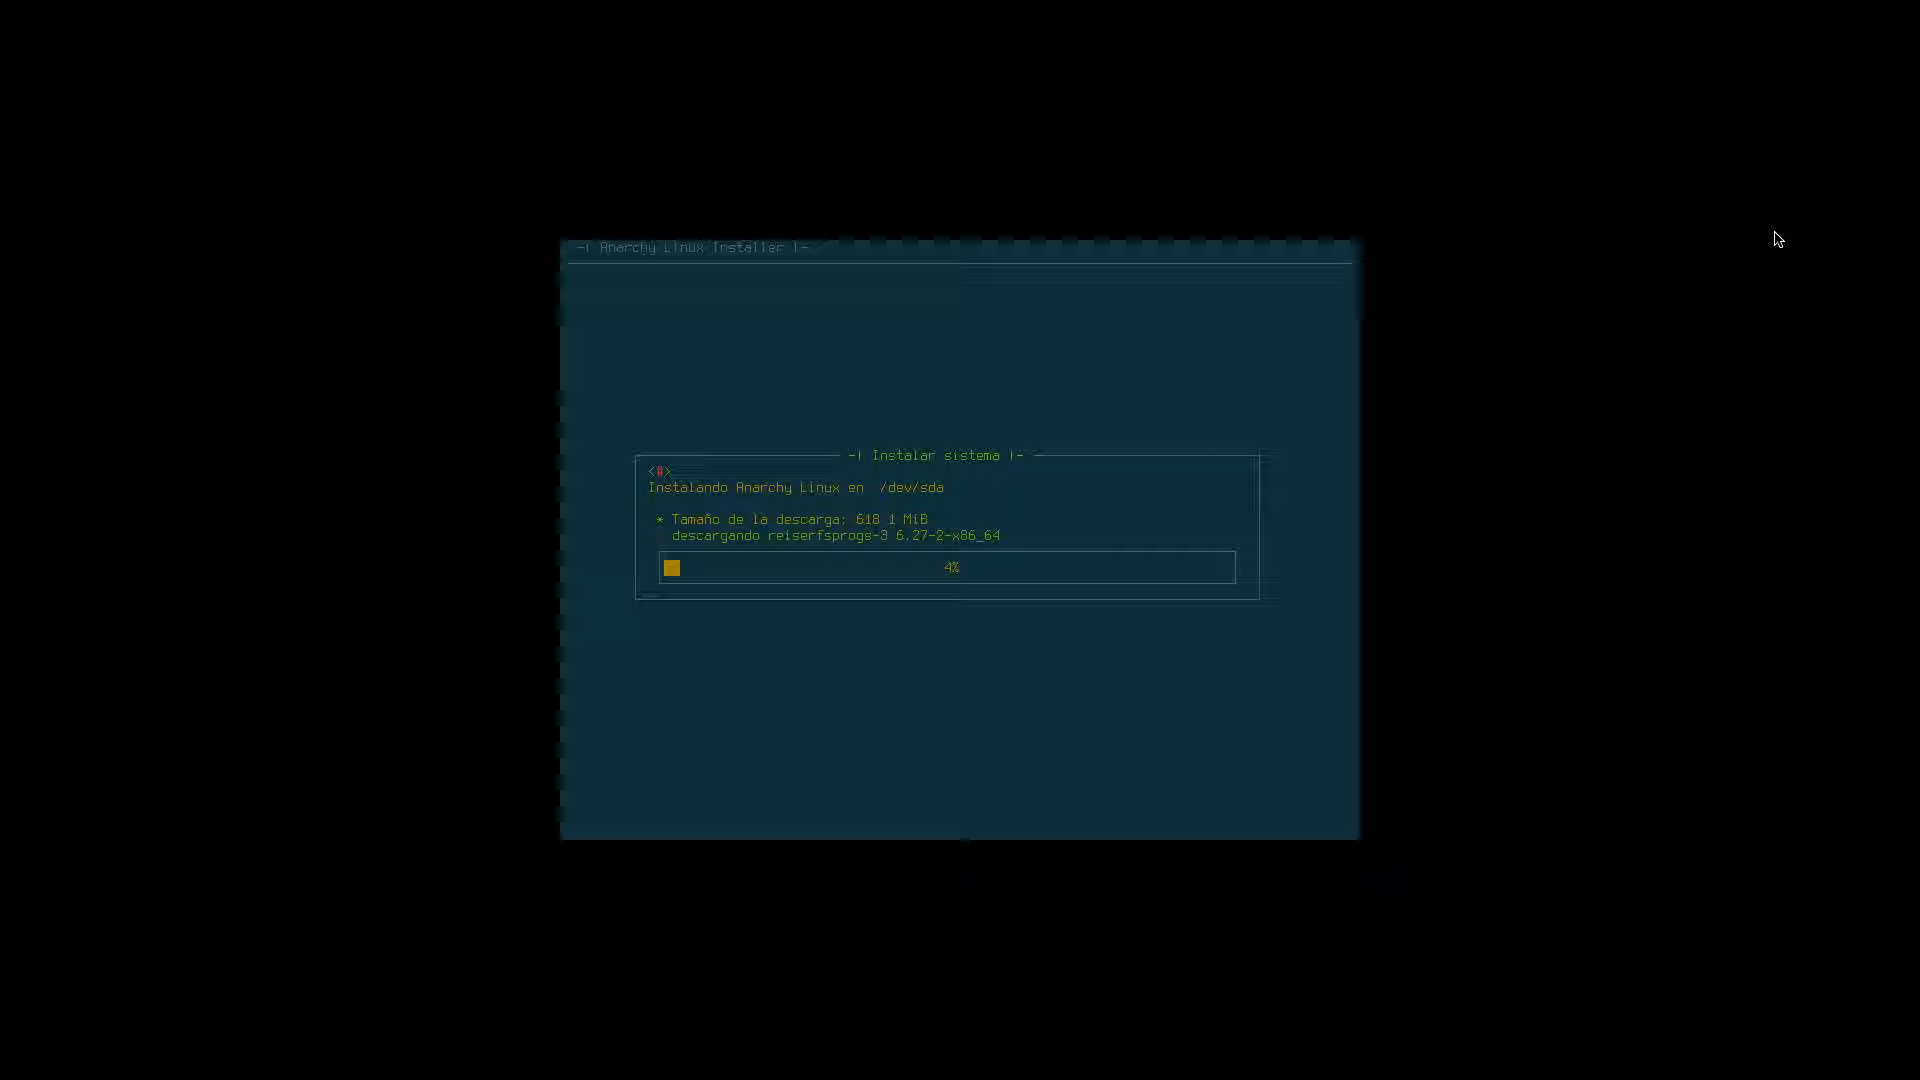 -| Anarchy Linux Installer |-
-| Instalar sistema |-
<#>
Instalando Anarchy Linux en /dev/sda
* Tamaño de la descarga: 618 1 MiB
descargando reiserfsprogs-3 6.27-2-x86_64
4%